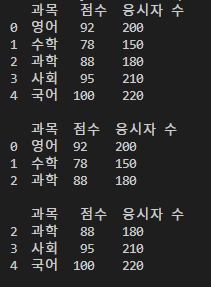 과목 점수 응시자 수
0 영어 92 200
1 수학 78 150
2 과학 88 180
3 사회 95 210
4 국어 100 220
과목 점수 응시자 수
0 영어 92 200
1 수학 78 150
2 과학 88 180
과목 점수 응시자 수
2 과학 88 180
3 사회 95 210
4 국어 100 220